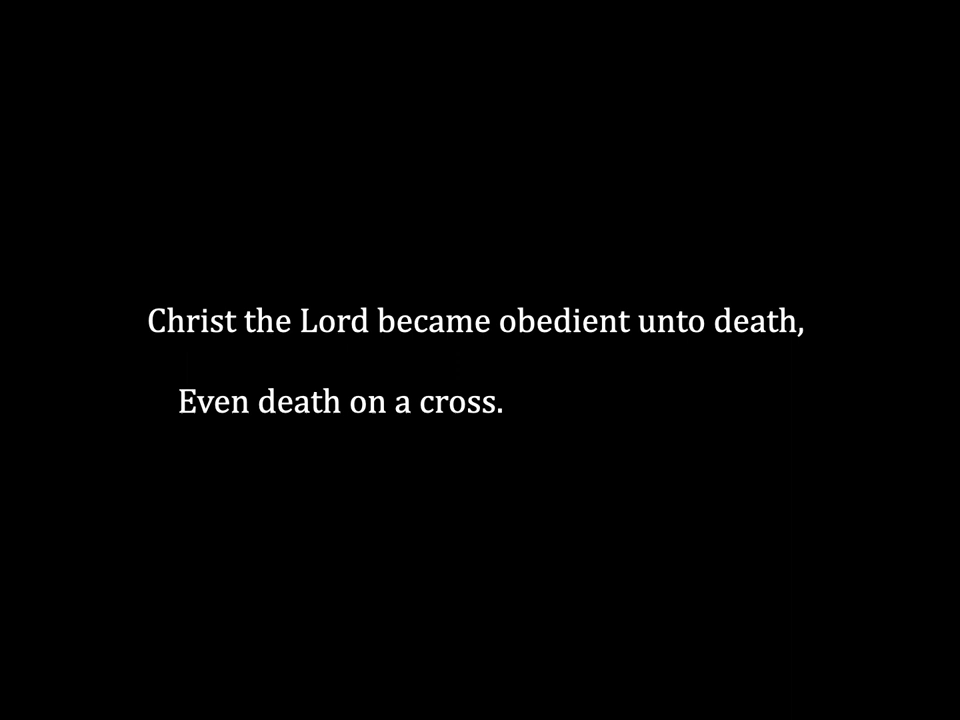 Christ the Lord became obedient unto death,
Even death on a cross.